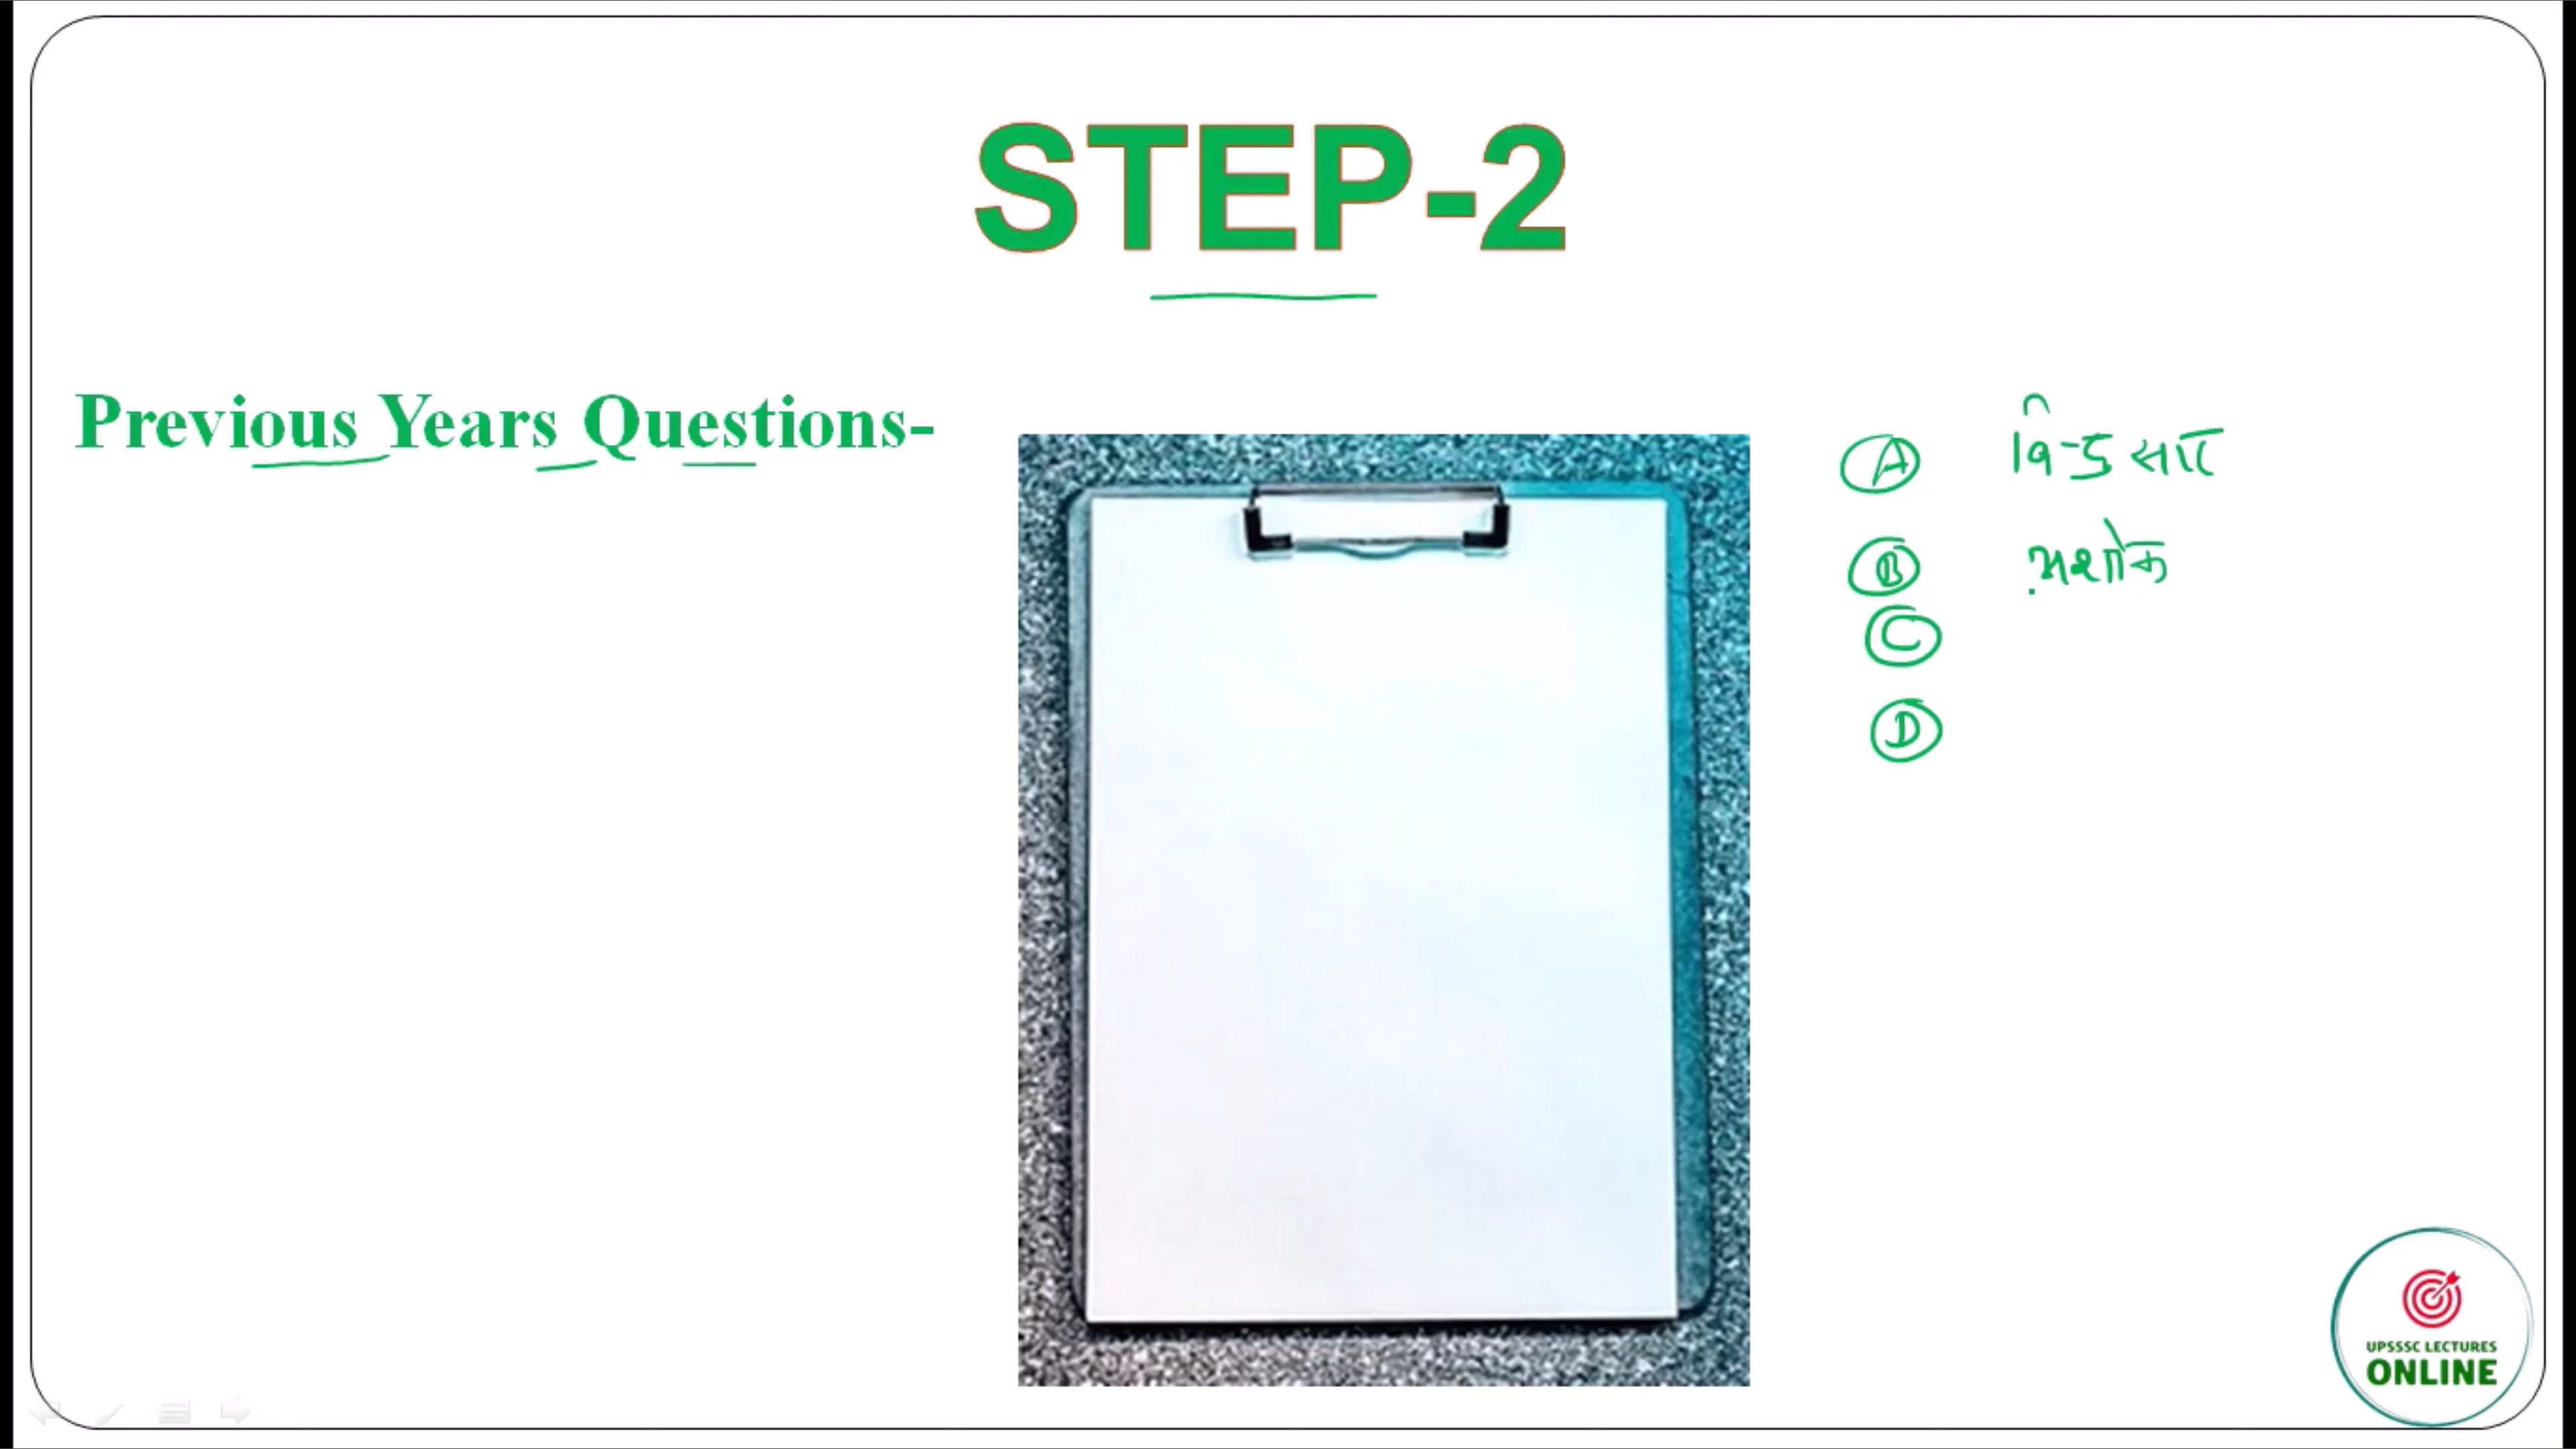 STEP-2
Previous Years Questions-
A बिन्दुसार
B अशोक
C
D
UPSSSC LECTURES
ONLINE